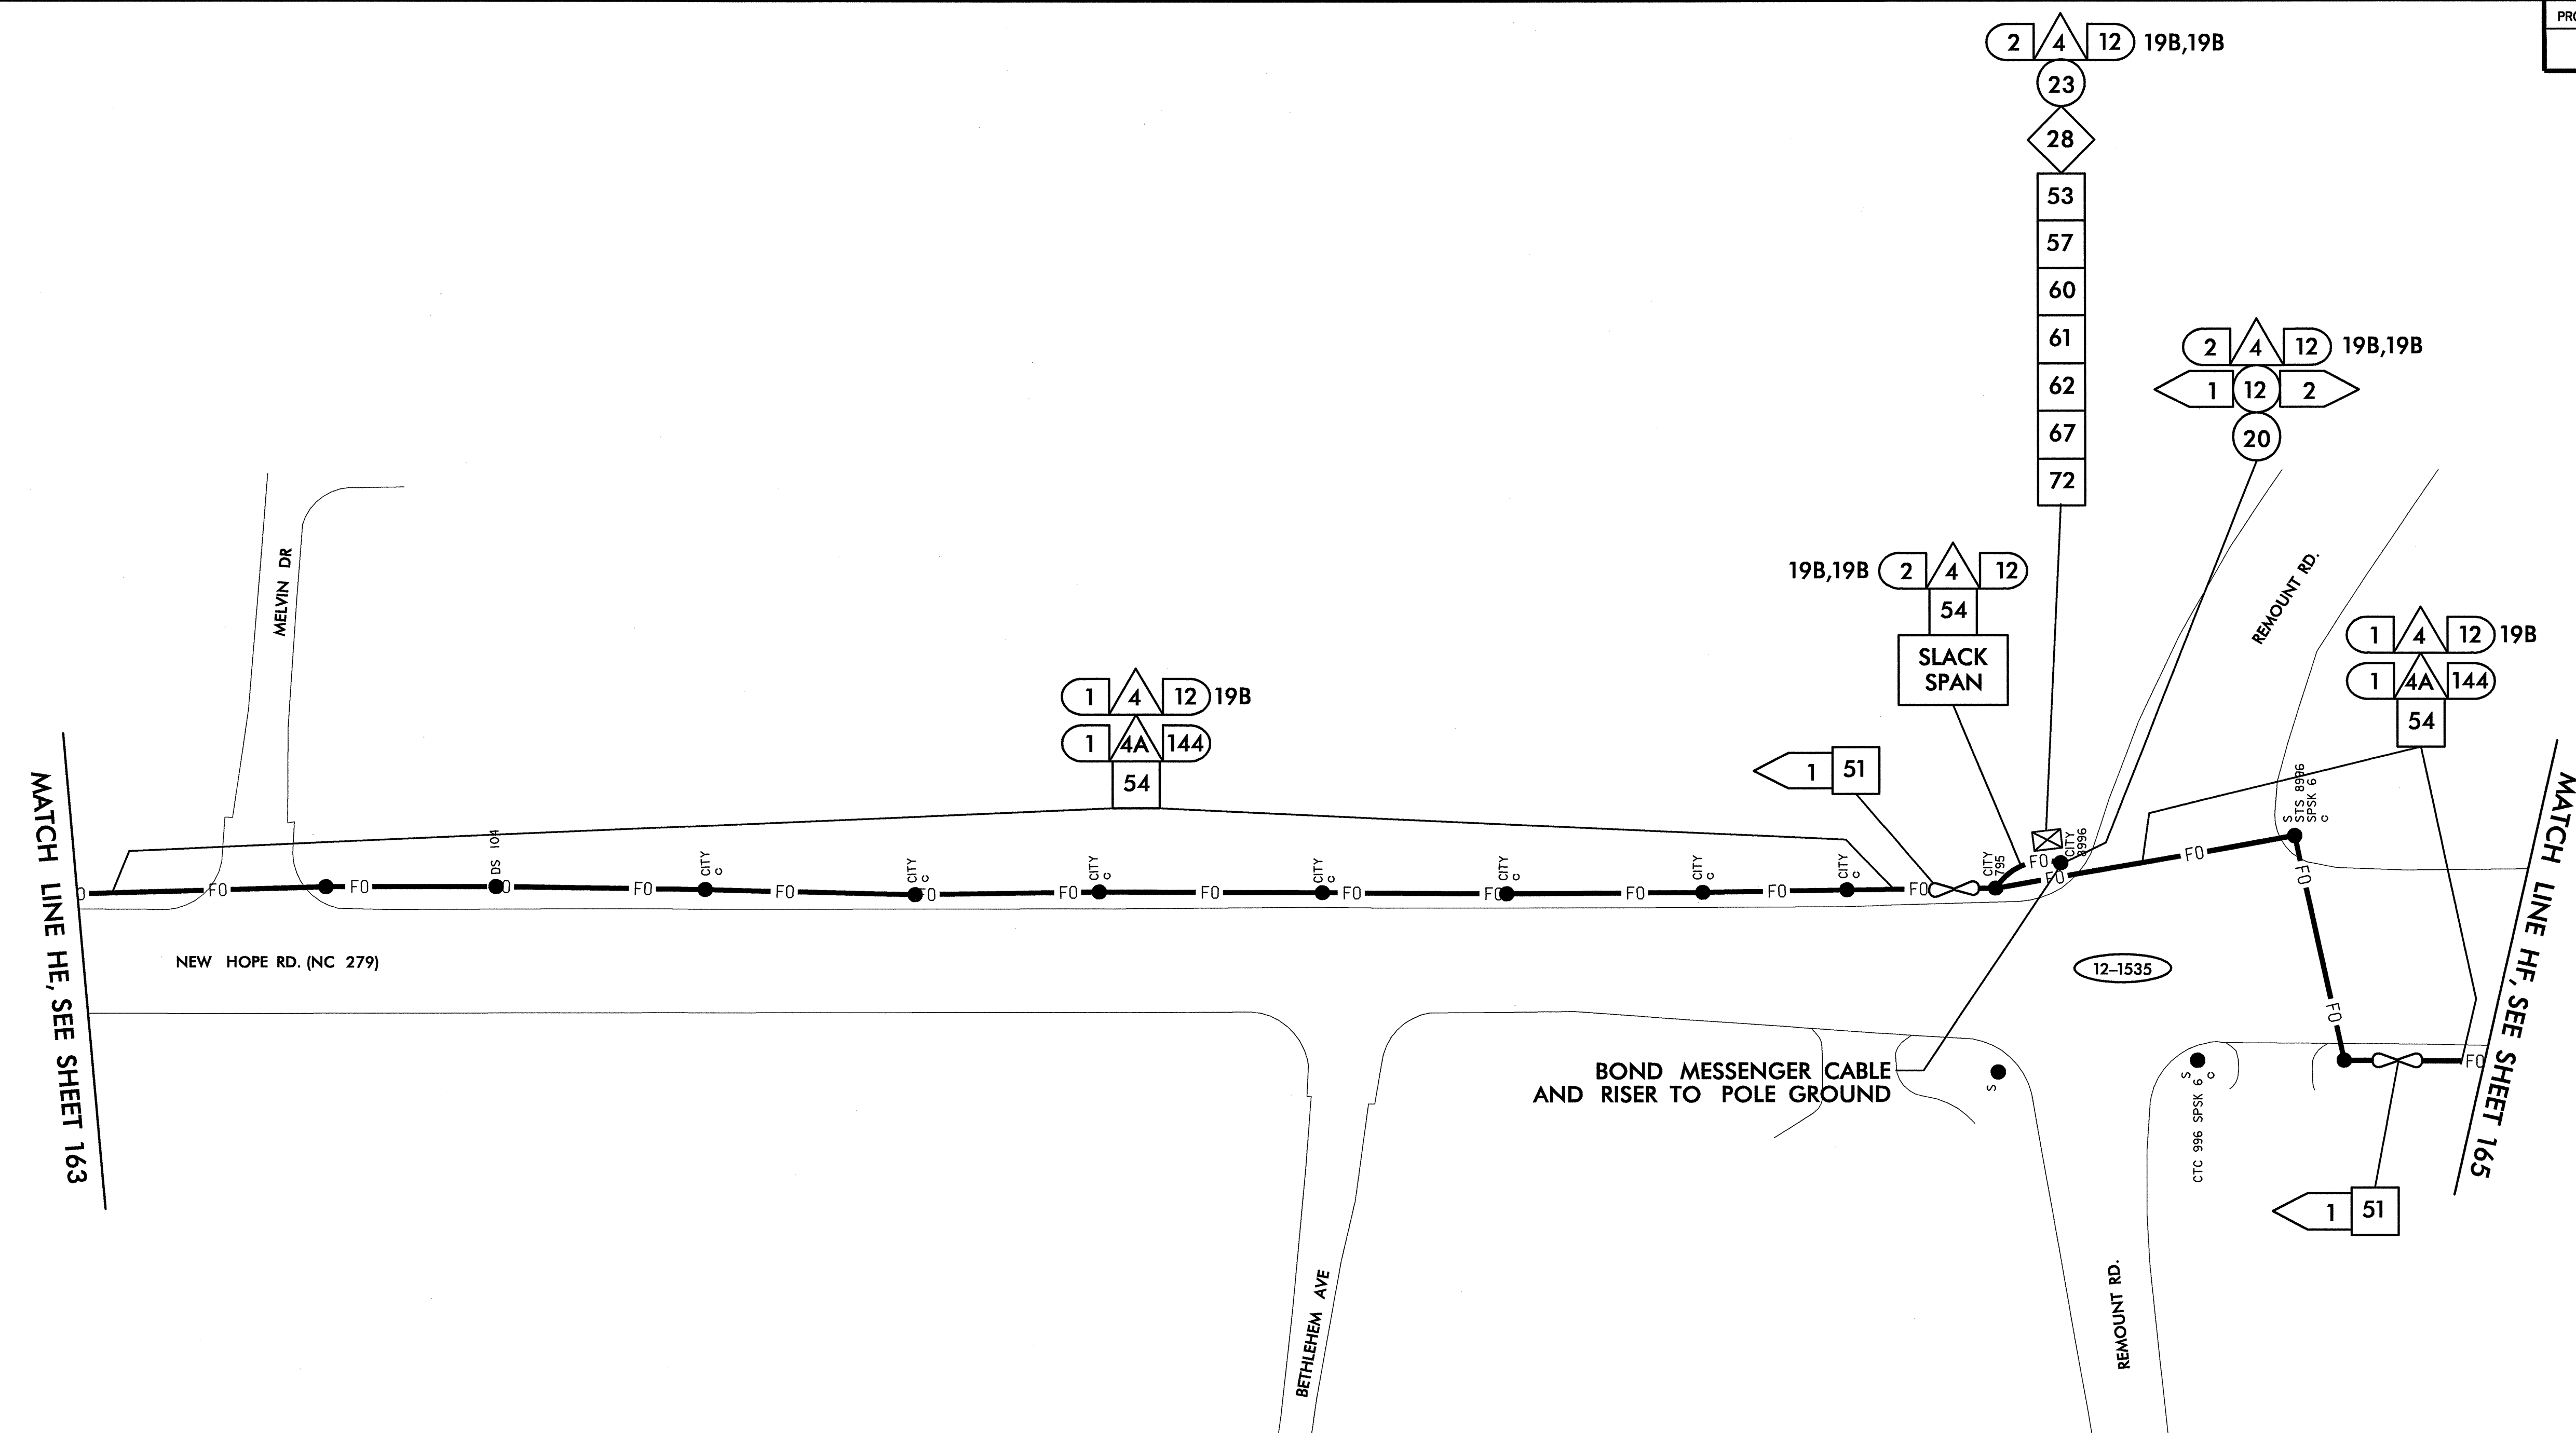 PRO
2 4 12 19B,19B
23
28
53
57
60
61
62
67
72
2 4 12 19B,19B
1 12 2
20
19B,19B 2 4 12
54
SLACK
SPAN
REMOUNT RD.
1 4 12 19B
1 4A 144
54
1 4 12 19B
1 4A 144
54
1 51
MELVIN DR
MATCH LINE HE, SEE SHEET 163
MATCH LINE HF, SEE SHEET 165
DS 104
CITY
C
CITY
C
CITY
C
CITY
C
CITY
C
CITY
C
CITY
C
CITY
795
CITY
8996
S
STS 8996
SPSK 6
C
FO FO FO FO FO FO FO FO FO FO FO FO FO FO FO FO
FO
FO
FO
NEW HOPE RD. (NC 279)
12-1535
BOND MESSENGER CABLE
AND RISER TO POLE GROUND
S
S
CTC 996 SPSK 6
C
1 51
BETHLEHEM AVE
REMOUNT RD.